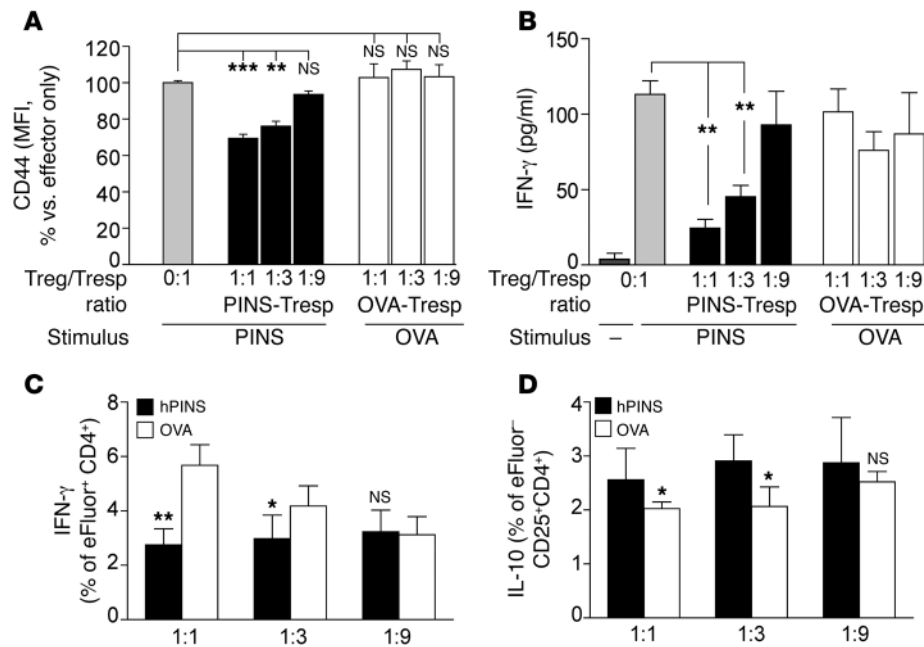 A
CD44 (MFI,
% vs. effector only)
120
100
80
60
40
20
0
*** ** NS
NS NS NS
Treg/Tresp 0:1 1:1 1:3 1:9 1:1 1:3 1:9
ratio PINS-Tresp OVA-Tresp
Stimulus PINS OVA
B
IFN-γ (pg/ml)
150
100
50
0
**
**
Treg/Tresp 0:1 1:1 1:3 1:9 1:1 1:3 1:9
ratio PINS-Tresp OVA-Tresp
Stimulus – PINS OVA
C
hPINS
OVA
IFN-γ
(% of eFluor+ CD4+)
8
6
4
2
0
** * NS
1:1 1:3 1:9
D
hPINS
OVA
IL-10 (% of eFluor–
CD25+CD4+)
4
3
2
1
0
* * NS
1:1 1:3 1:9